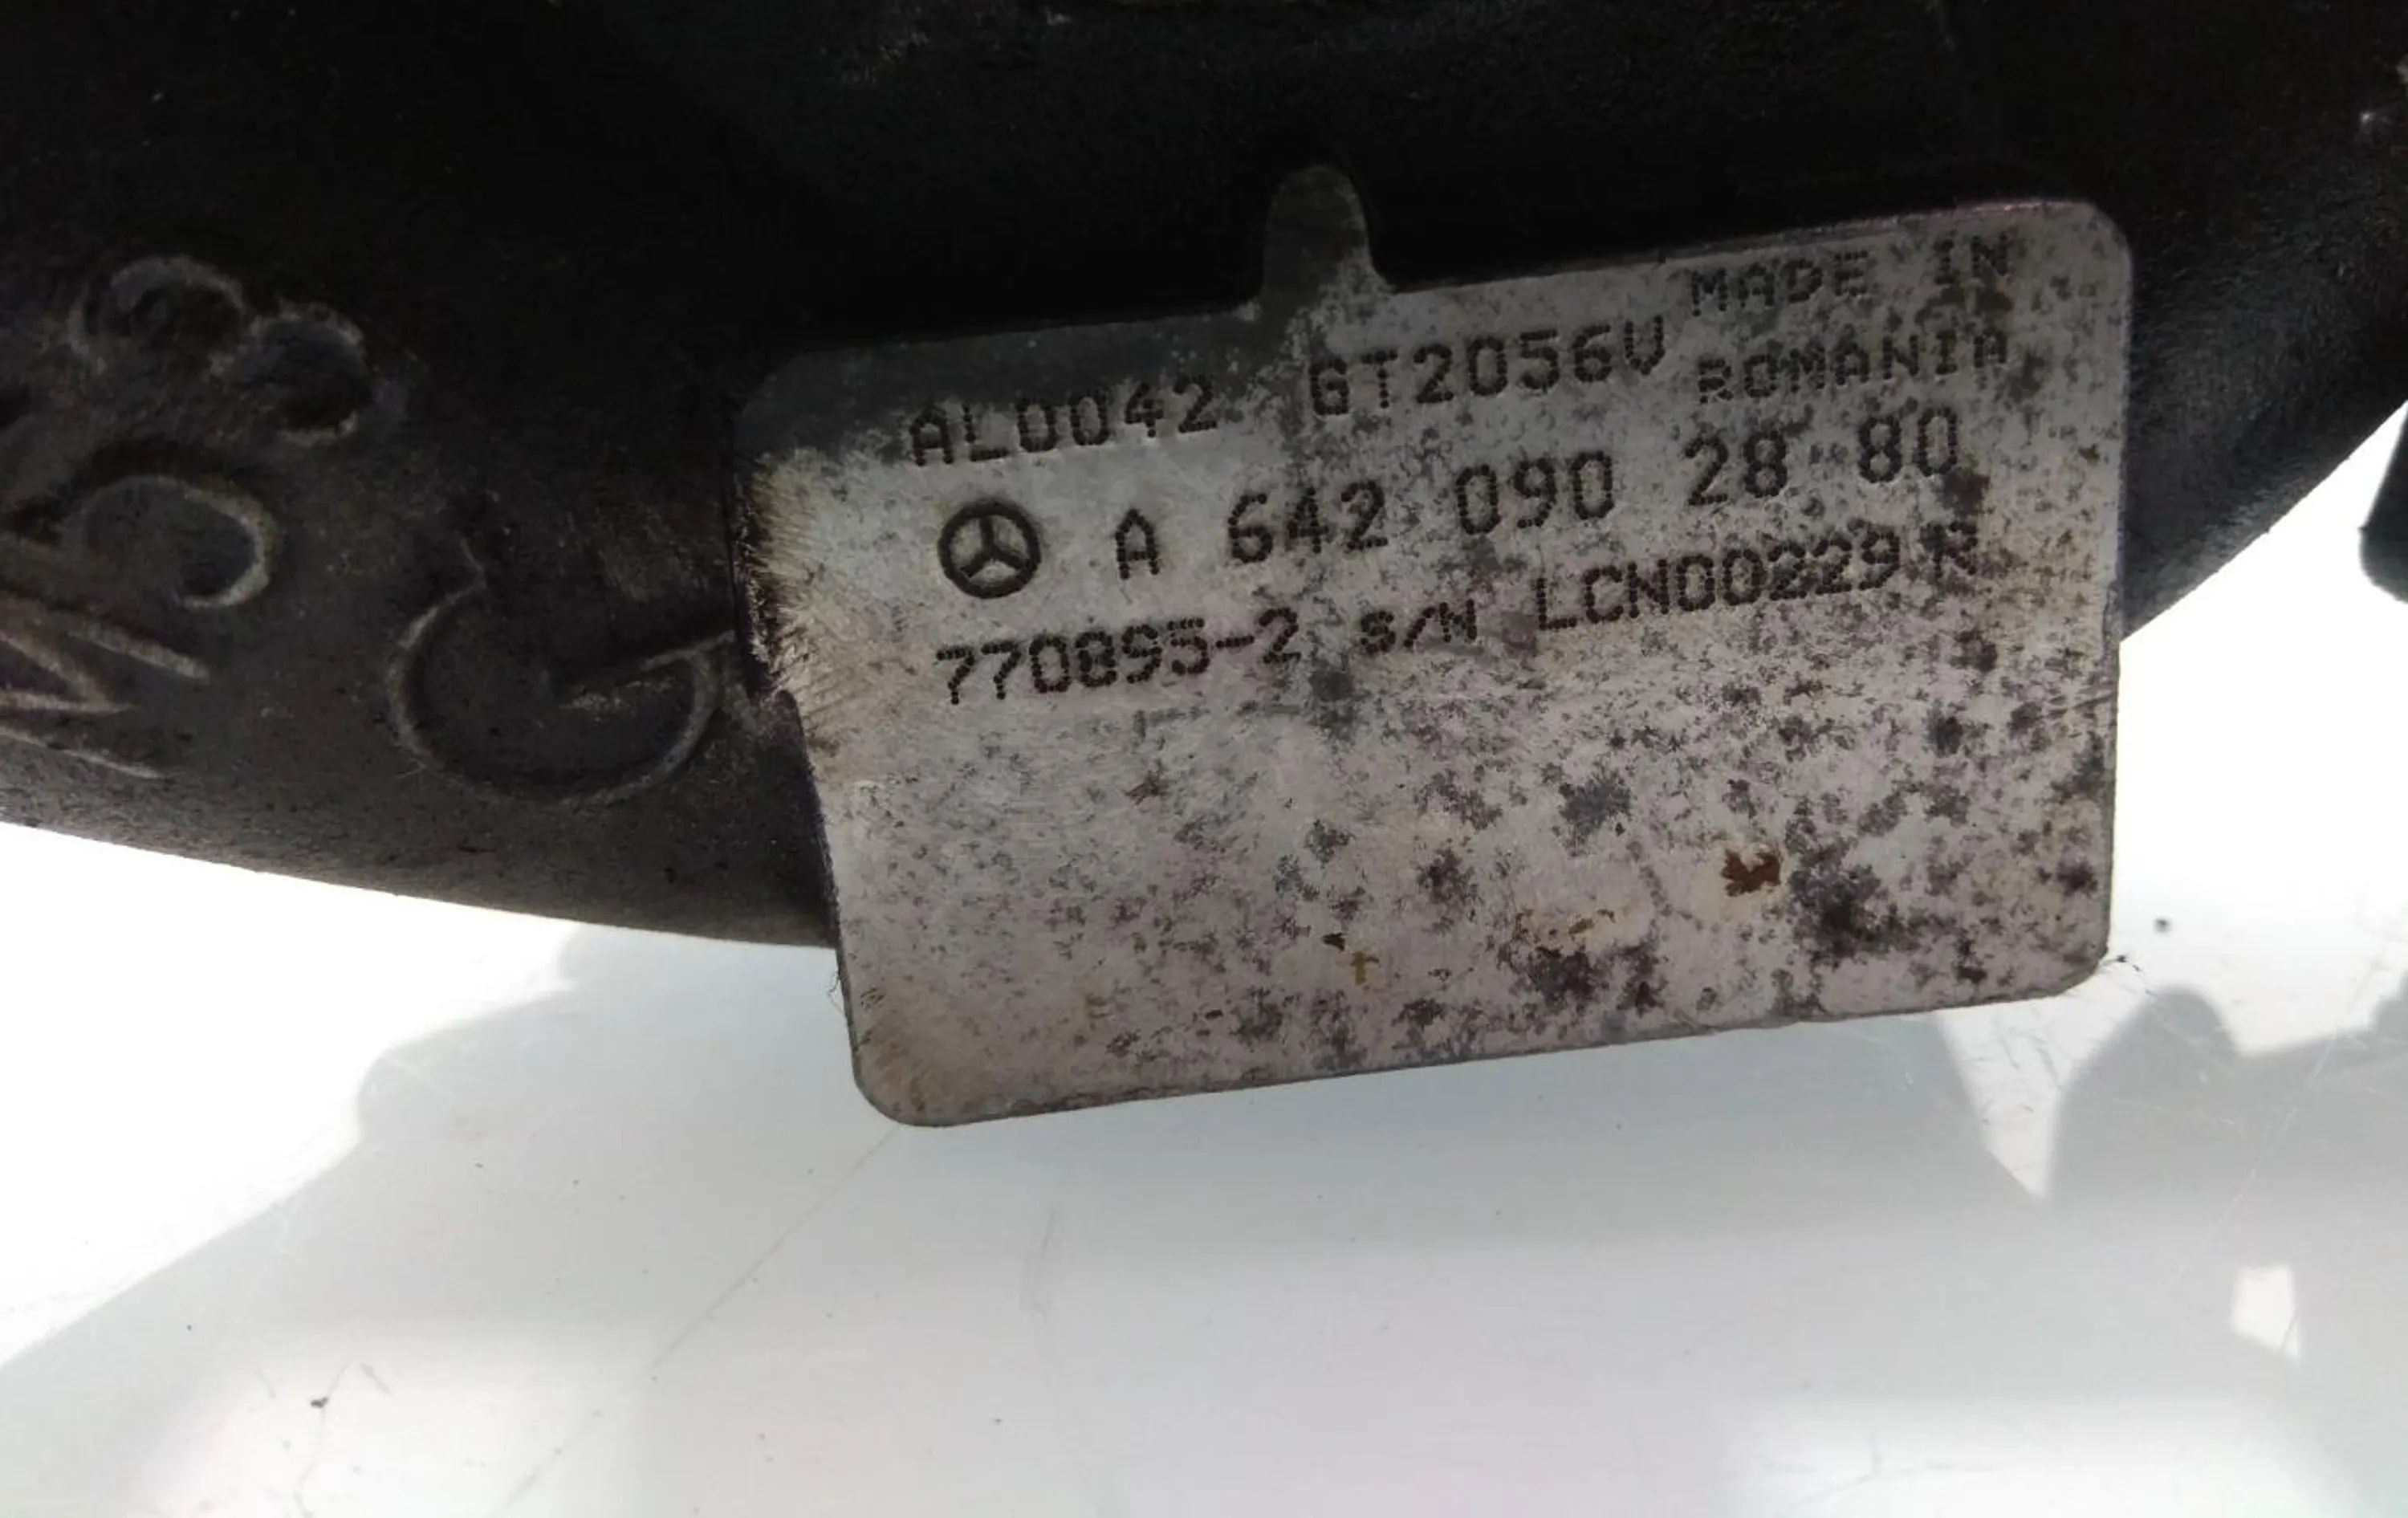 AL0042 GT2056V MADE IN
ROMANIA
A 642 090 28 80
770895-2 S/N LCN00229 R
G